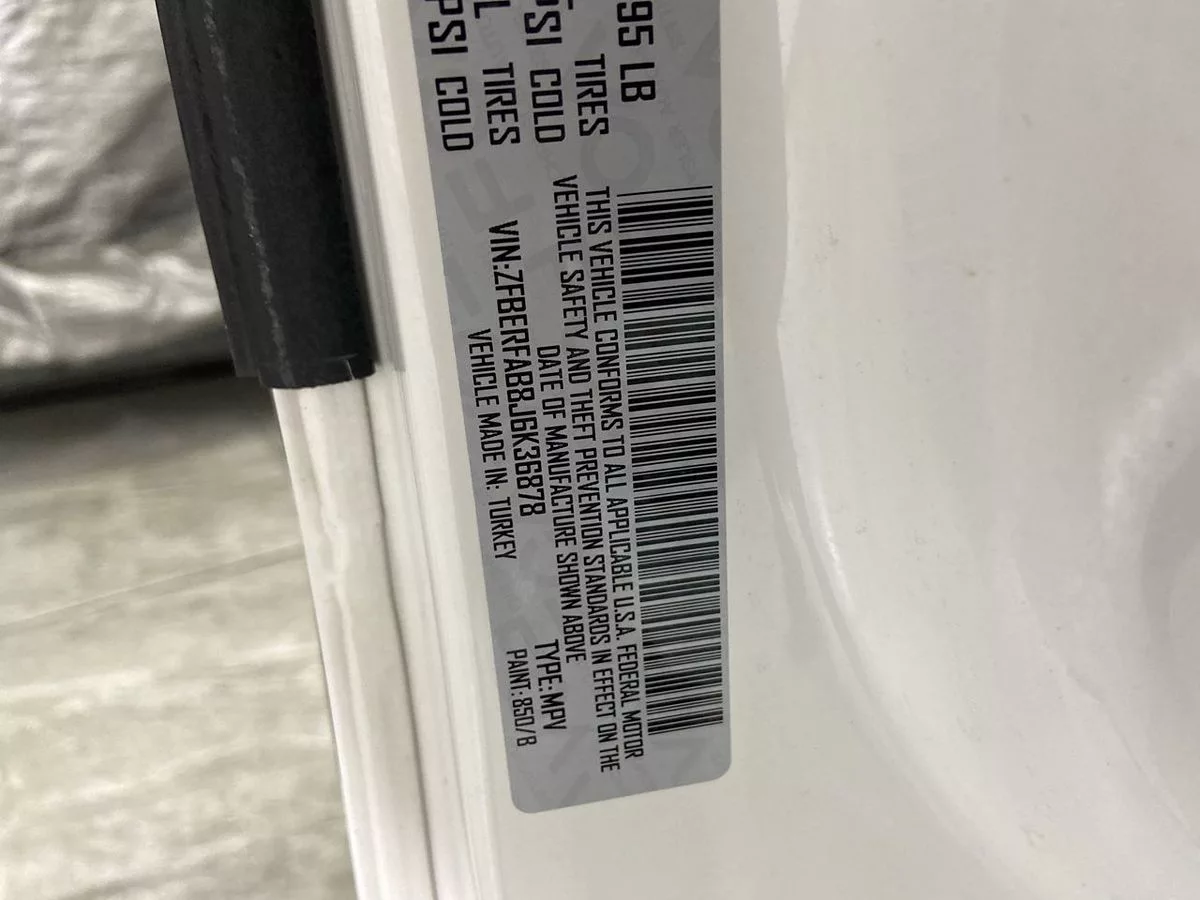 95 LB
TIRES
PSI COLD
TIRES
PSI COLD
THIS VEHICLE CONFORMS TO ALL APPLICABLE U.S.A. FEDERAL MOTOR
VEHICLE SAFETY AND THEFT PREVENTION STANDARDS IN EFFECT ON THE
DATE OF MANUFACTURE SHOWN ABOVE
VIN:ZFBERFAB8J6K36878 TYPE:MPV
VEHICLE MADE IN: TURKEY PAINT:850/B